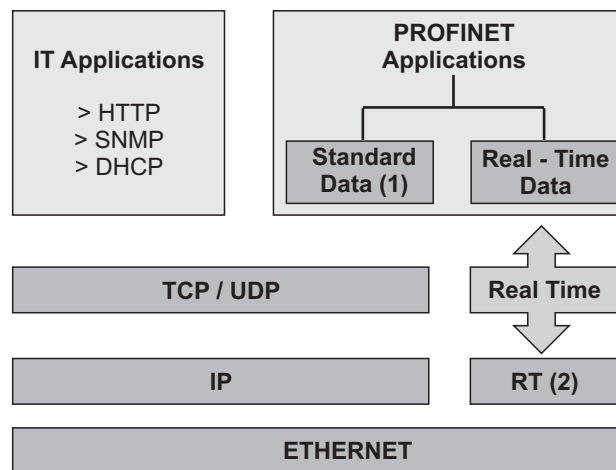 IT Applications
> HTTP
> SNMP
> DHCP
PROFINET
Applications
Standard
Data (1)
Real - Time
Data
TCP / UDP
Real Time
IP
RT (2)
ETHERNET